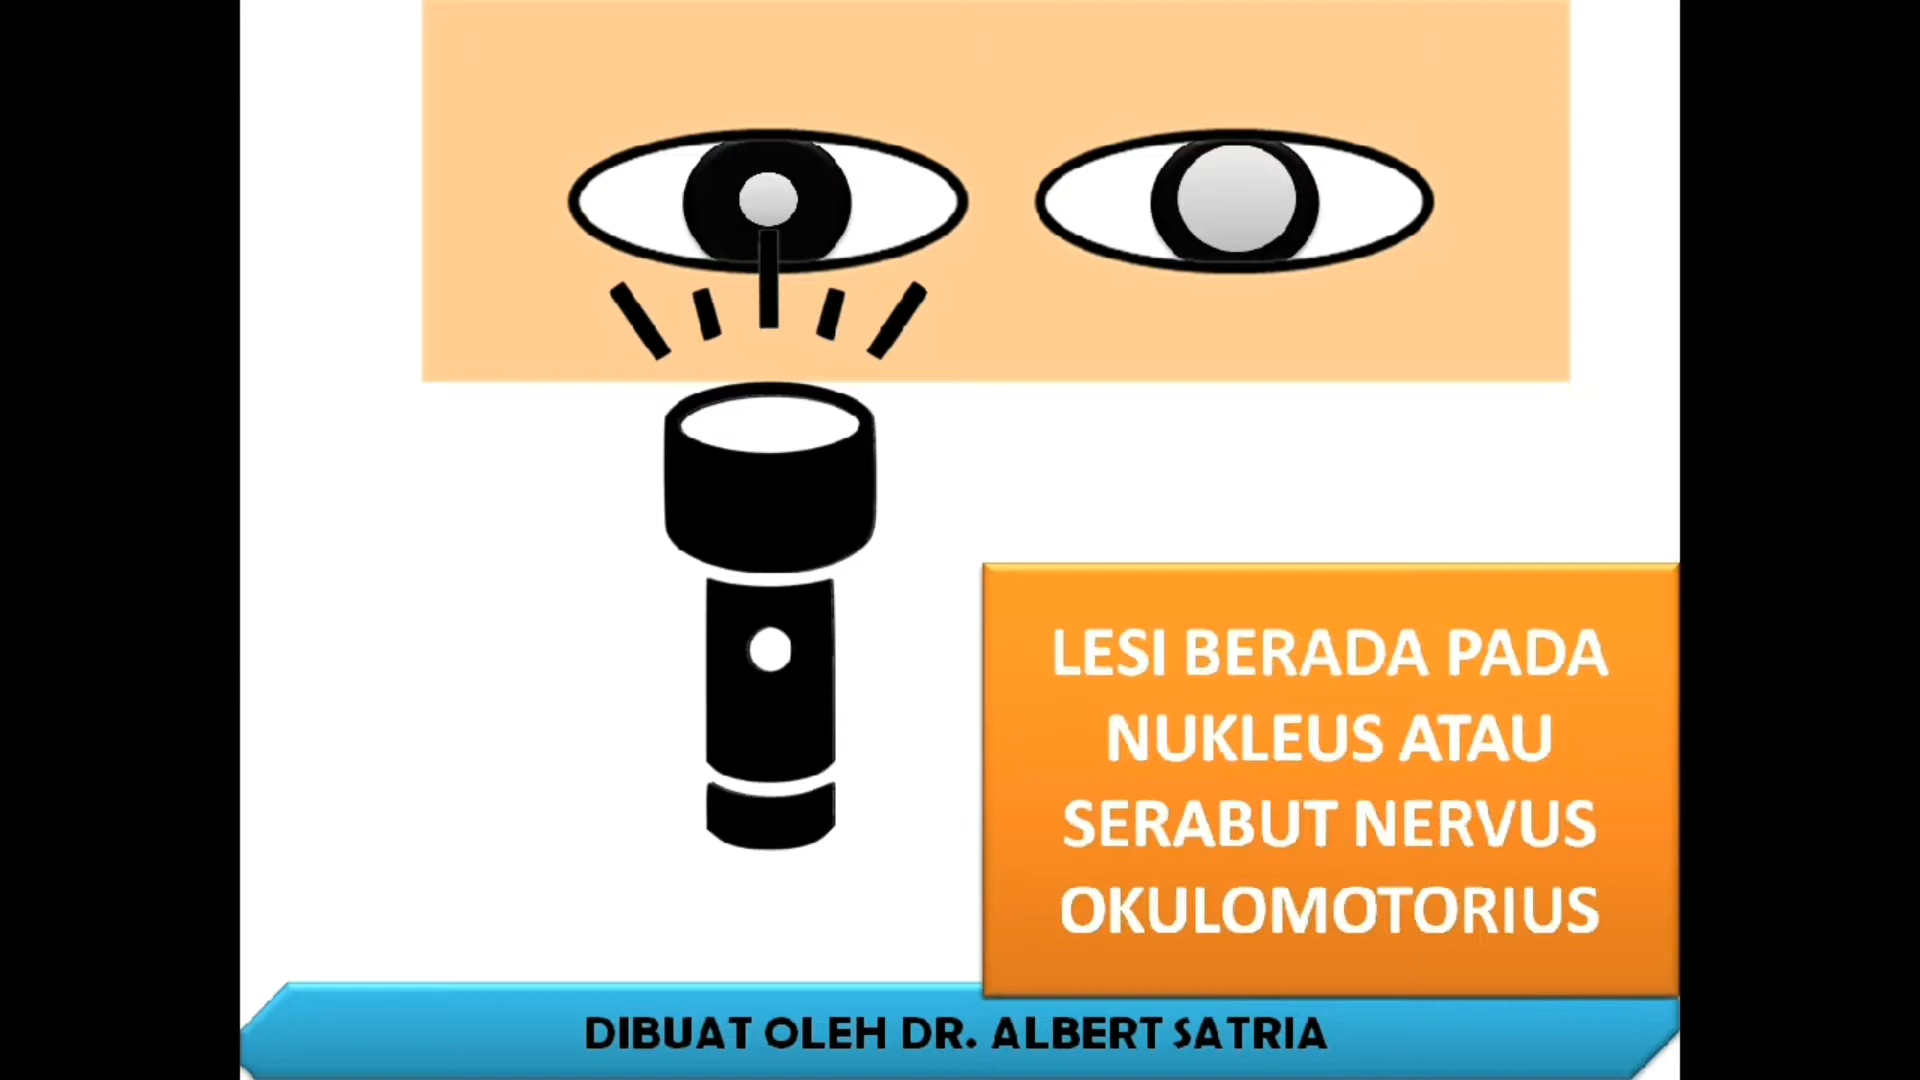 LESI BERADA PADA
NUKLEUS ATAU
SERABUT NERVUS
OKULOMOTORIUS
DIBUAT OLEH DR. ALBERT SATRIA